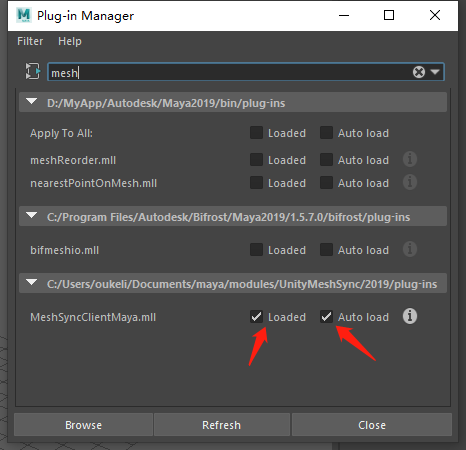 Plug-in Manager
Filter Help
mesh
D:/MyApp/Autodesk/Maya2019/bin/plug-ins
Apply To All: Loaded Auto load
meshReorder.mll Loaded Auto load
nearestPointOnMesh.mll Loaded Auto load
C:/Program Files/Autodesk/Bifrost/Maya2019/1.5.7.0/bifrost/plug-ins
bifmeshio.mll Loaded Auto load
C:/Users/oukeli/Documents/maya/modules/UnityMeshSync/2019/plug-ins
MeshSyncClientMaya.mll Loaded Auto load
Browse Refresh Close